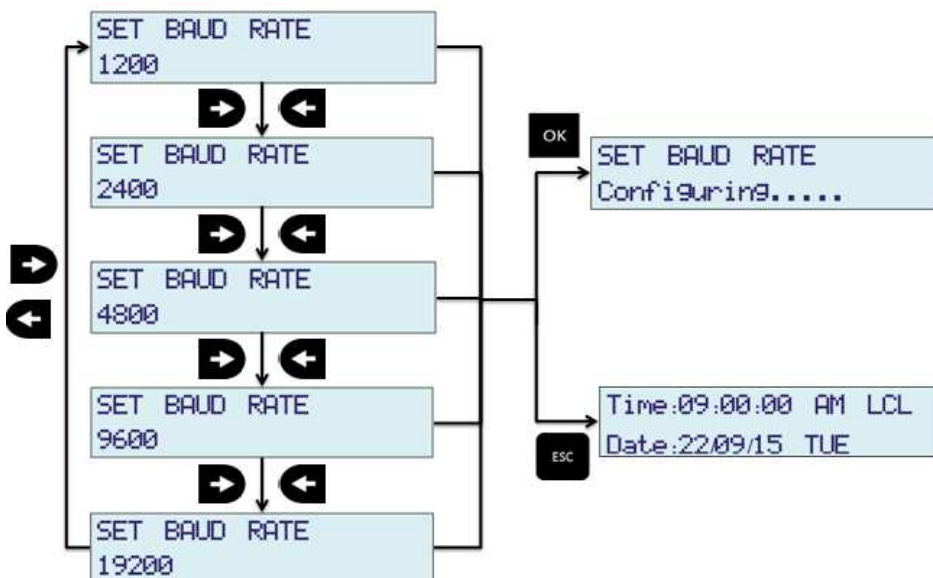 SET BAUD RATE
1200
SET BAUD RATE
2400
SET BAUD RATE
4800
SET BAUD RATE
9600
SET BAUD RATE
19200
OK
SET BAUD RATE
Configuring.....
ESC
Time:09:00:00 AM LCL
Date:22/09/15 TUE